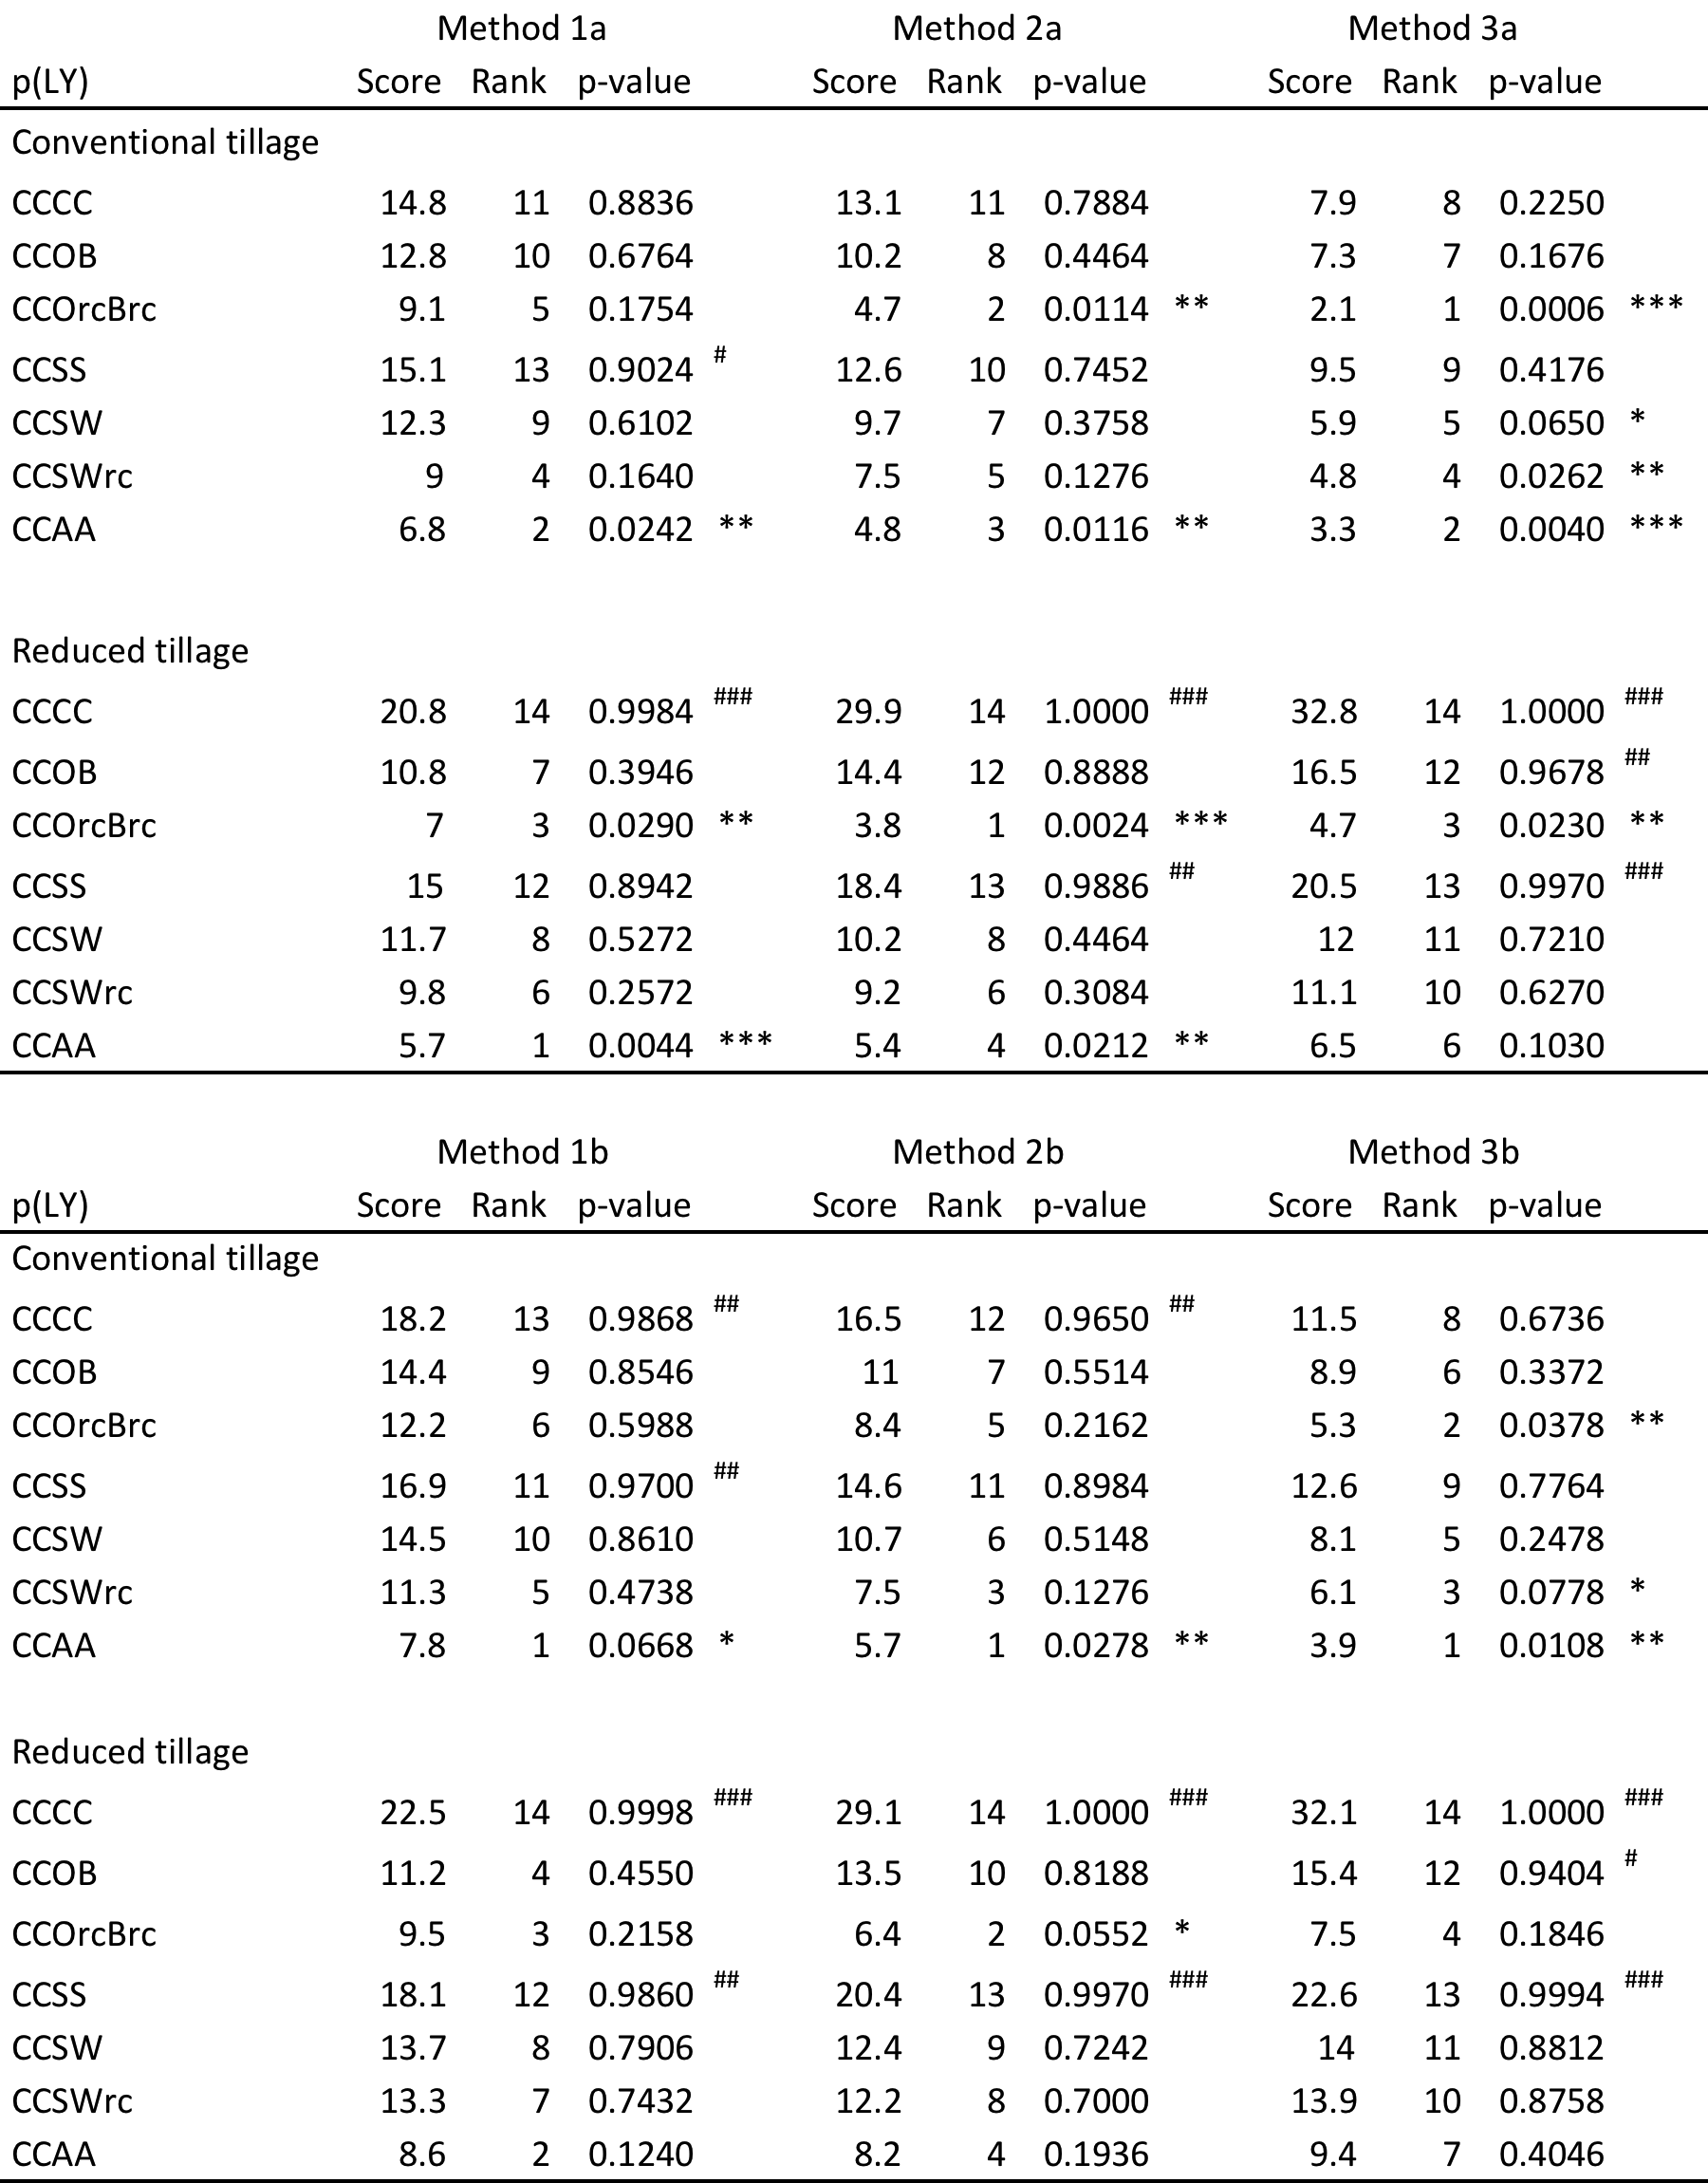 Method 1a Method 2a Method 3a
p(LY) Score Rank p-value Score Rank p-value Score Rank p-value
Conventional tillage
CCCC 14.8 11 0.8836 13.1 11 0.7884 7.9 8 0.2250
CCOB 12.8 10 0.6764 10.2 8 0.4464 7.3 7 0.1676
CCOrcBrc 9.1 5 0.1754 4.7 2 0.0114 ** 2.1 1 0.0006 ***
CCSS 15.1 13 0.9024 # 12.6 10 0.7452 9.5 9 0.4176
CCSW 12.3 9 0.6102 9.7 7 0.3758 5.9 5 0.0650 *
CCSWrc 9 4 0.1640 7.5 5 0.1276 4.8 4 0.0262 **
CCAA 6.8 2 0.0242 ** 4.8 3 0.0116 ** 3.3 2 0.0040 ***
Reduced tillage
CCCC 20.8 14 0.9984 ### 29.9 14 1.0000 ### 32.8 14 1.0000 ###
CCOB 10.8 7 0.3946 14.4 12 0.8888 16.5 12 0.9678 ##
CCOrcBrc 7 3 0.0290 ** 3.8 1 0.0024 *** 4.7 3 0.0230 **
CCSS 15 12 0.8942 18.4 13 0.9886 ## 20.5 13 0.9970 ###
CCSW 11.7 8 0.5272 10.2 8 0.4464 12 11 0.7210
CCSWrc 9.8 6 0.2572 9.2 6 0.3084 11.1 10 0.6270
CCAA 5.7 1 0.0044 *** 5.4 4 0.0212 ** 6.5 6 0.1030
Method 1b Method 2b Method 3b
p(LY) Score Rank p-value Score Rank p-value Score Rank p-value
Conventional tillage
CCCC 18.2 13 0.9868 ## 16.5 12 0.9650 ## 11.5 8 0.6736
CCOB 14.4 9 0.8546 11 7 0.5514 8.9 6 0.3372
CCOrcBrc 12.2 6 0.5988 8.4 5 0.2162 5.3 2 0.0378 **
CCSS 16.9 11 0.9700 ## 14.6 11 0.8984 12.6 9 0.7764
CCSW 14.5 10 0.8610 10.7 6 0.5148 8.1 5 0.2478
CCSWrc 11.3 5 0.4738 7.5 3 0.1276 6.1 3 0.0778 *
CCAA 7.8 1 0.0668 * 5.7 1 0.0278 ** 3.9 1 0.0108 **
Reduced tillage
CCCC 22.5 14 0.9998 ### 29.1 14 1.0000 ### 32.1 14 1.0000 ###
CCOB 11.2 4 0.4550 13.5 10 0.8188 15.4 12 0.9404 #
CCOrcBrc 9.5 3 0.2158 6.4 2 0.0552 * 7.5 4 0.1846
CCSS 18.1 12 0.9860 ## 20.4 13 0.9970 ### 22.6 13 0.9994 ###
CCSW 13.7 8 0.7906 12.4 9 0.7242 14 11 0.8812
CCSWrc 13.3 7 0.7432 12.2 8 0.7000 13.9 10 0.8758
CCAA 8.6 2 0.1240 8.2 4 0.1936 9.4 7 0.4046